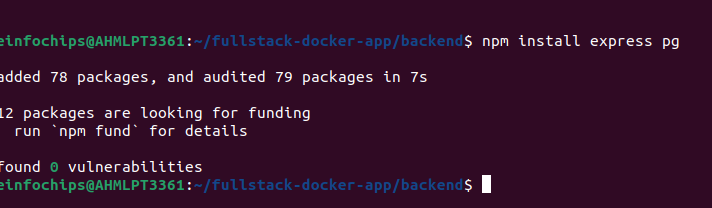 einfochips@AHMLPT3361:~/fullstack-docker-app/backend$ npm install express pg
added 78 packages, and audited 79 packages in 7s
12 packages are looking for funding
run `npm fund` for details
found 0 vulnerabilities
einfochips@AHMLPT3361:~/fullstack-docker-app/backend$